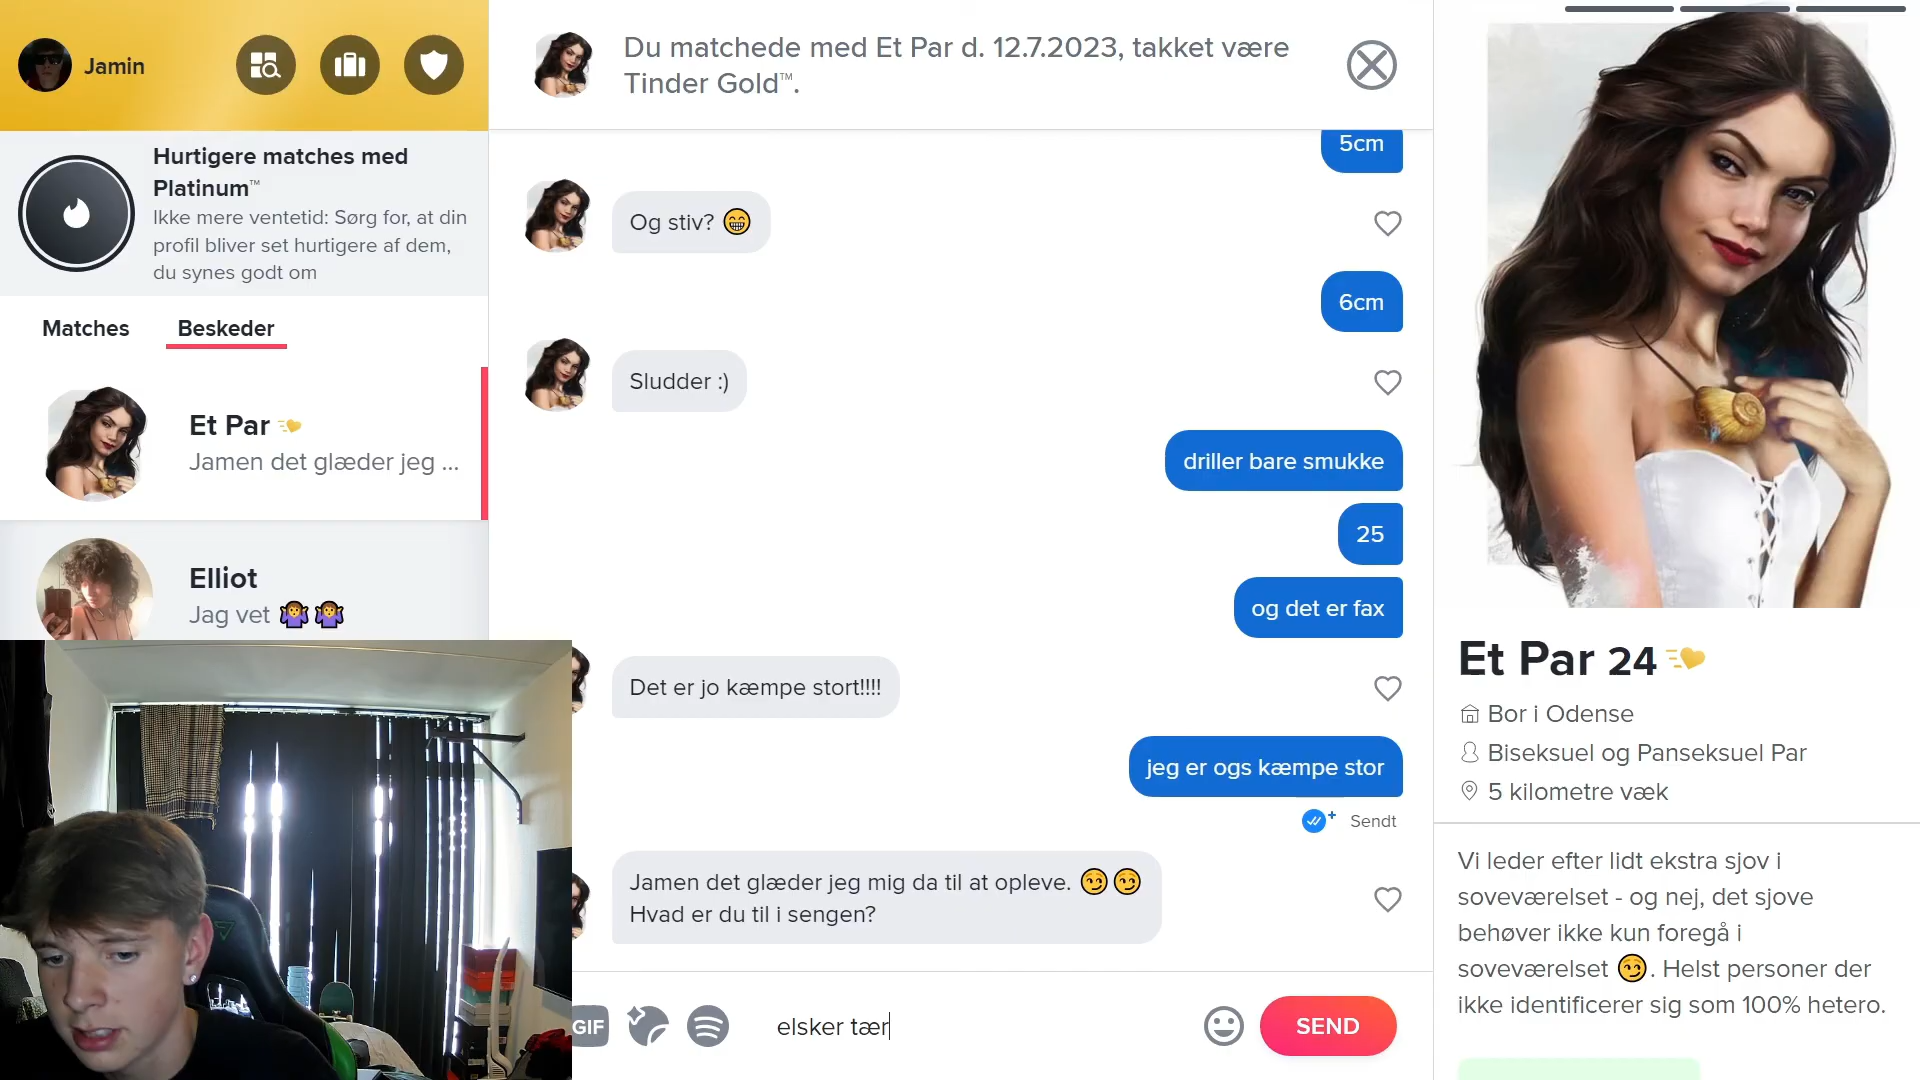 Jamin
Hurtigere matches med
Platinum™
Ikke mere ventetid: Sørg for, at din
profil bliver set hurtigere af dem,
du synes godt om
Matches
Beskeder
Et Par
Jamen det glæder jeg ...
Elliot
Jag vet 🤷‍♀️🤷‍♀️
Du matchede med Et Par d. 12.7.2023, takket være
Tinder Gold™.
5cm
Og stiv? 😁
6cm
Sludder :)
driller bare smukke
25
og det er fax
Det er jo kæmpe stort!!!!
jeg er ogs kæmpe stor
Sendt
Jamen det glæder jeg mig da til at opleve. 😏😏
Hvad er du til i sengen?
GIF
elsker tær
SEND
Et Par 24
Bor i Odense
Biseksuel og Panseksuel Par
5 kilometre væk
Vi leder efter lidt ekstra sjov i
soveværelset - og nej, det sjove
behøver ikke kun foregå i
soveværelset 😏. Helst personer der
ikke identificerer sig som 100% hetero.